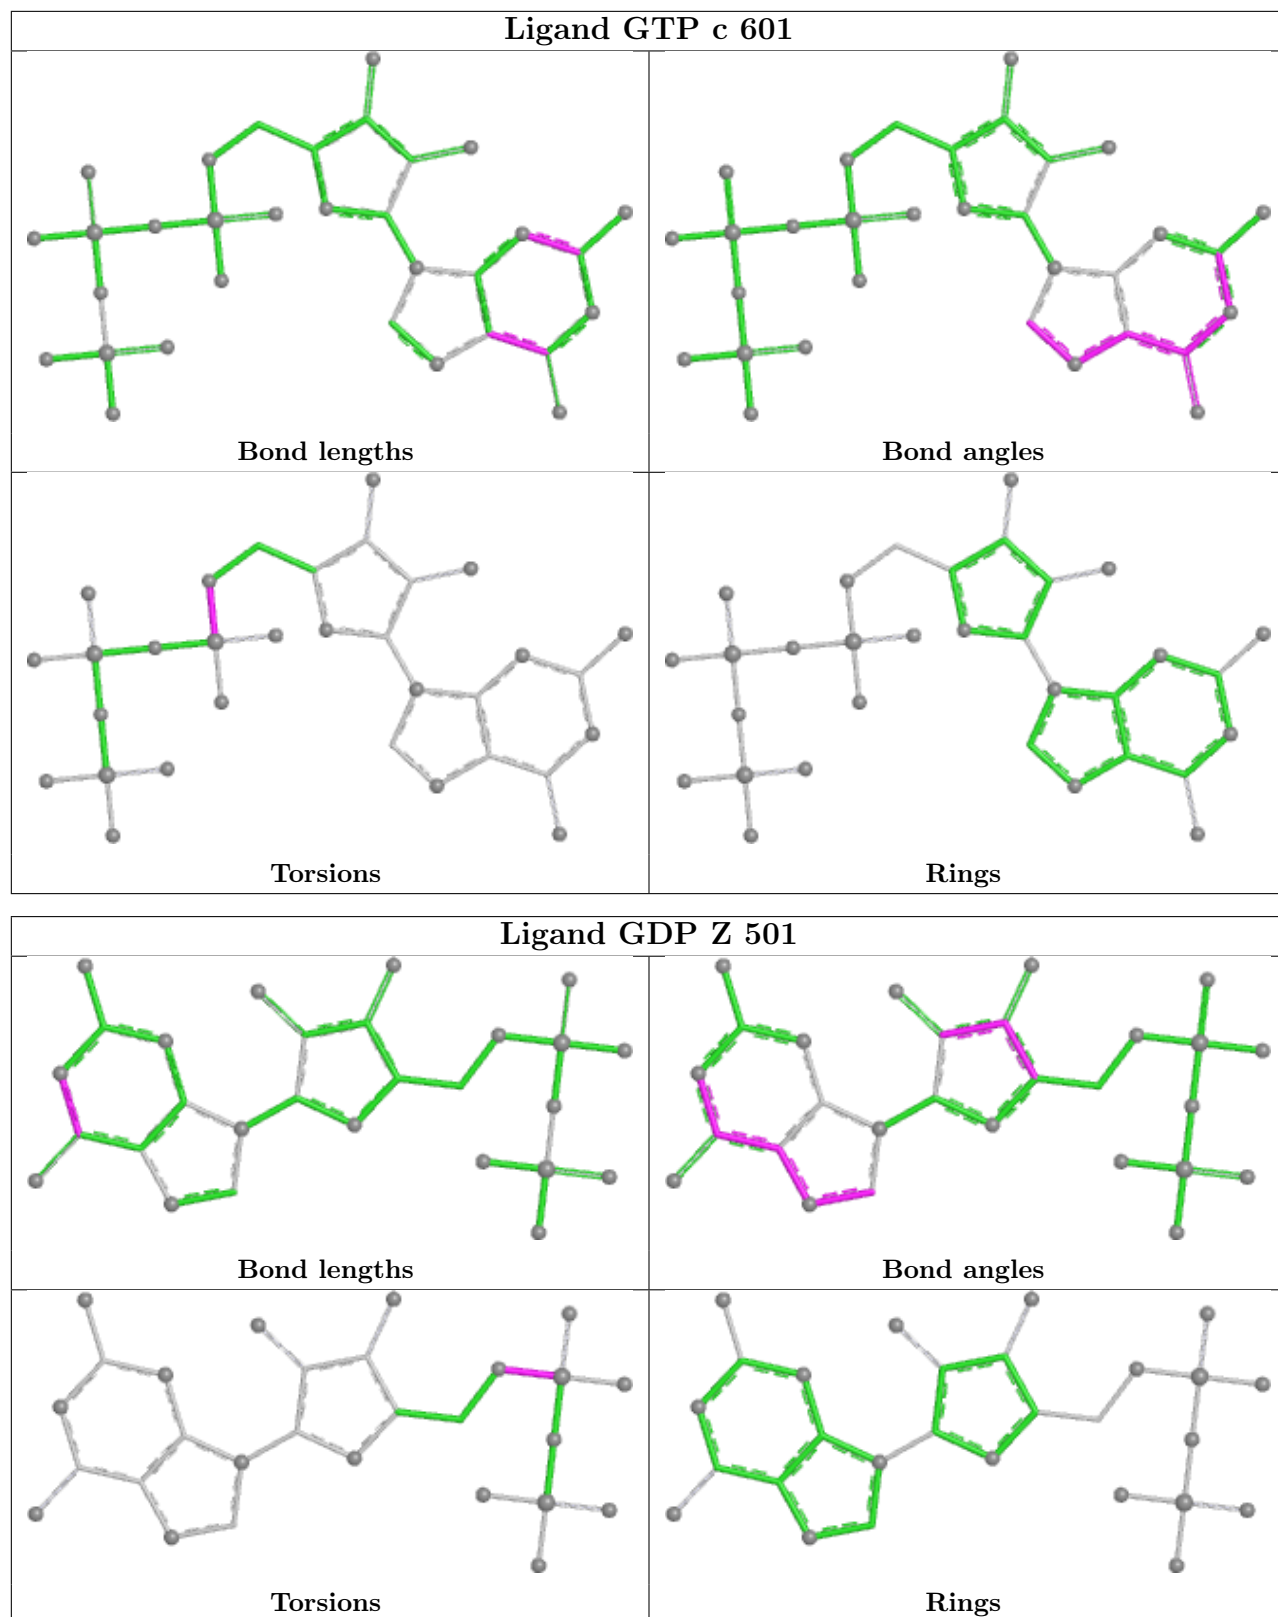 Ligand GTP c 601
Bond lengths
Bond angles
Torsions
Rings
Ligand GDP Z 501
Bond lengths
Bond angles
Torsions
Rings